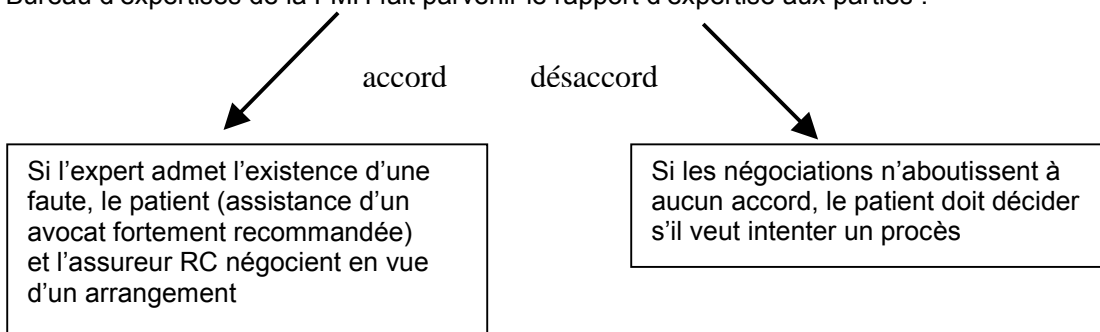 Bureau d'expertises de la FMH fait parvenir le rapport d'expertise aux parties :
accord désaccord
Si l'expert admet l'existence d'une
faute, le patient (assistance d'un
avocat fortement recommandée)
et l'assureur RC négocient en vue
d'un arrangement
Si les négociations n'aboutissent à
aucun accord, le patient doit décider
s'il veut intenter un procès